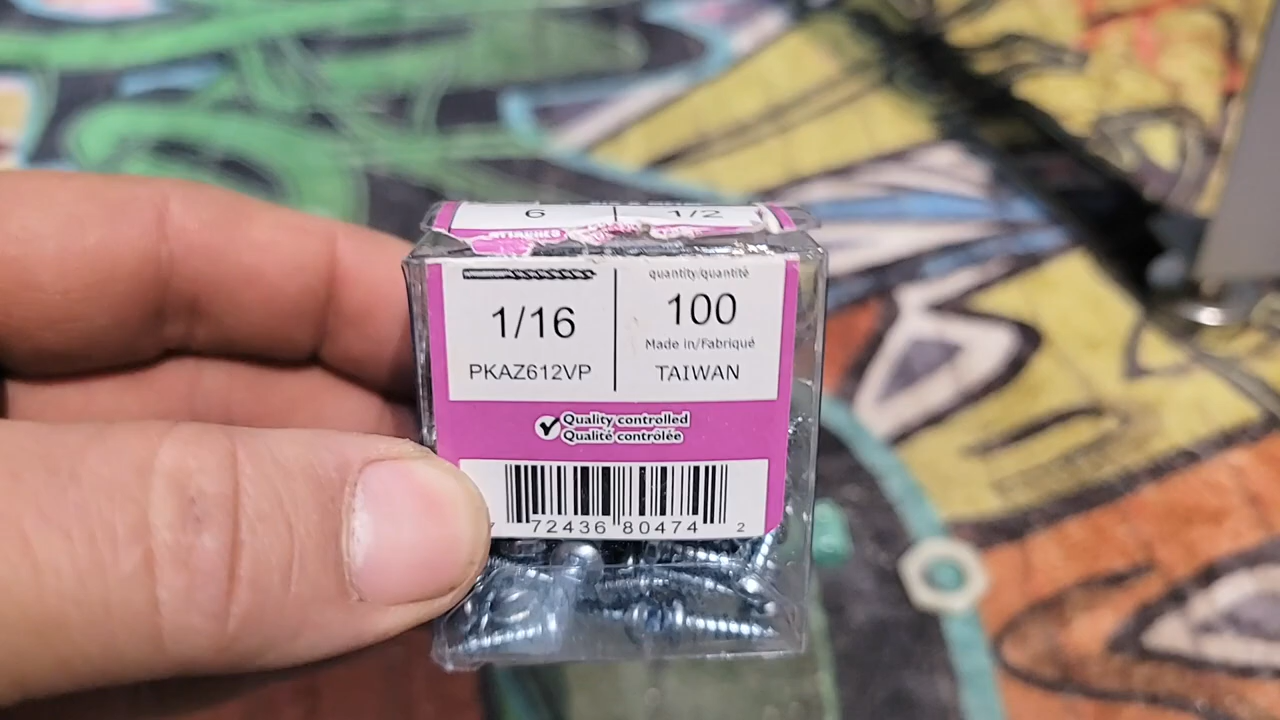 6 1/2
quantity/quantité
1/16 100
Made in/Fabriqué
PKAZ612VP TAIWAN
Quality controlled
Qualité contrôlée
7 72436 80474 2